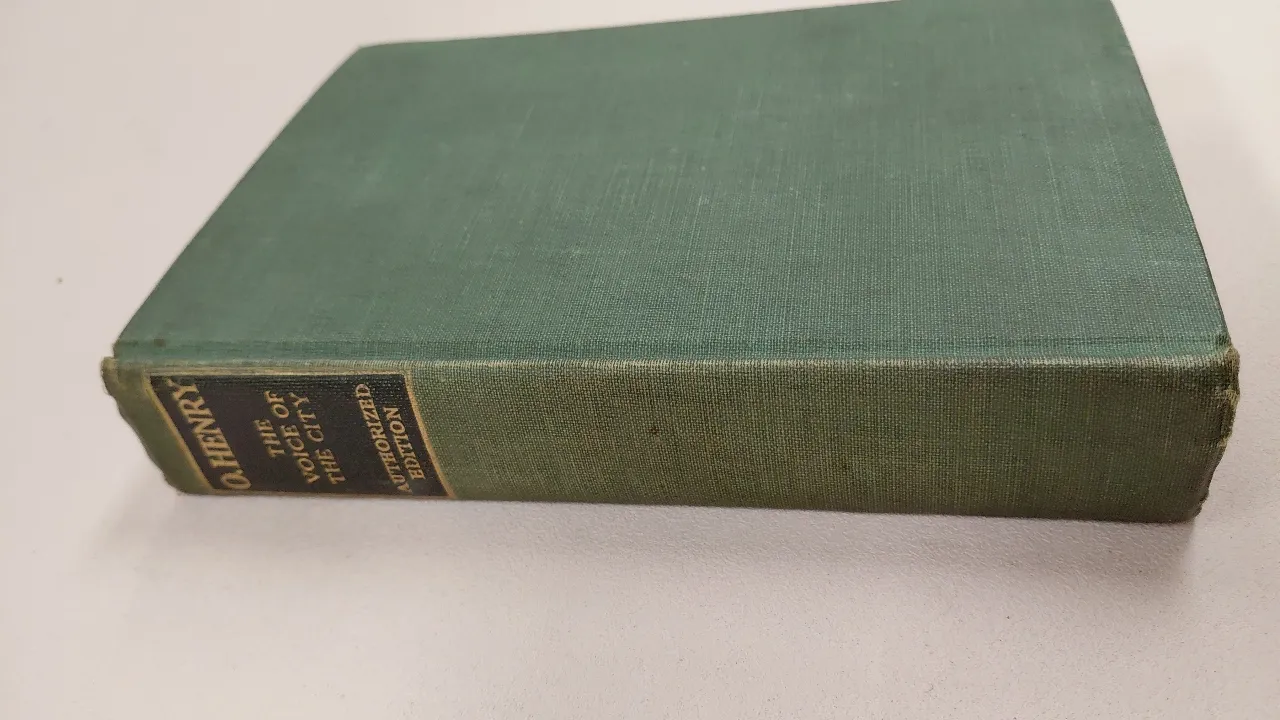 O. HENRY
THE
VOICE OF
THE CITY
AUTHORIZED
EDITION